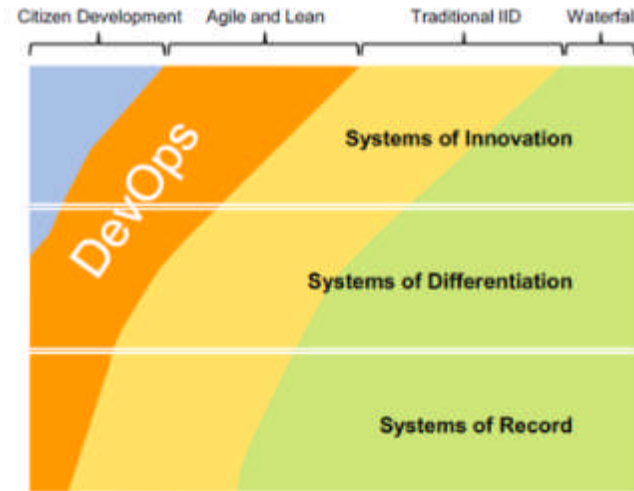 Citizen Development Agile and Lean Traditional IID Waterfal
DevOps
Systems of Innovation
Systems of Differentiation
Systems of Record